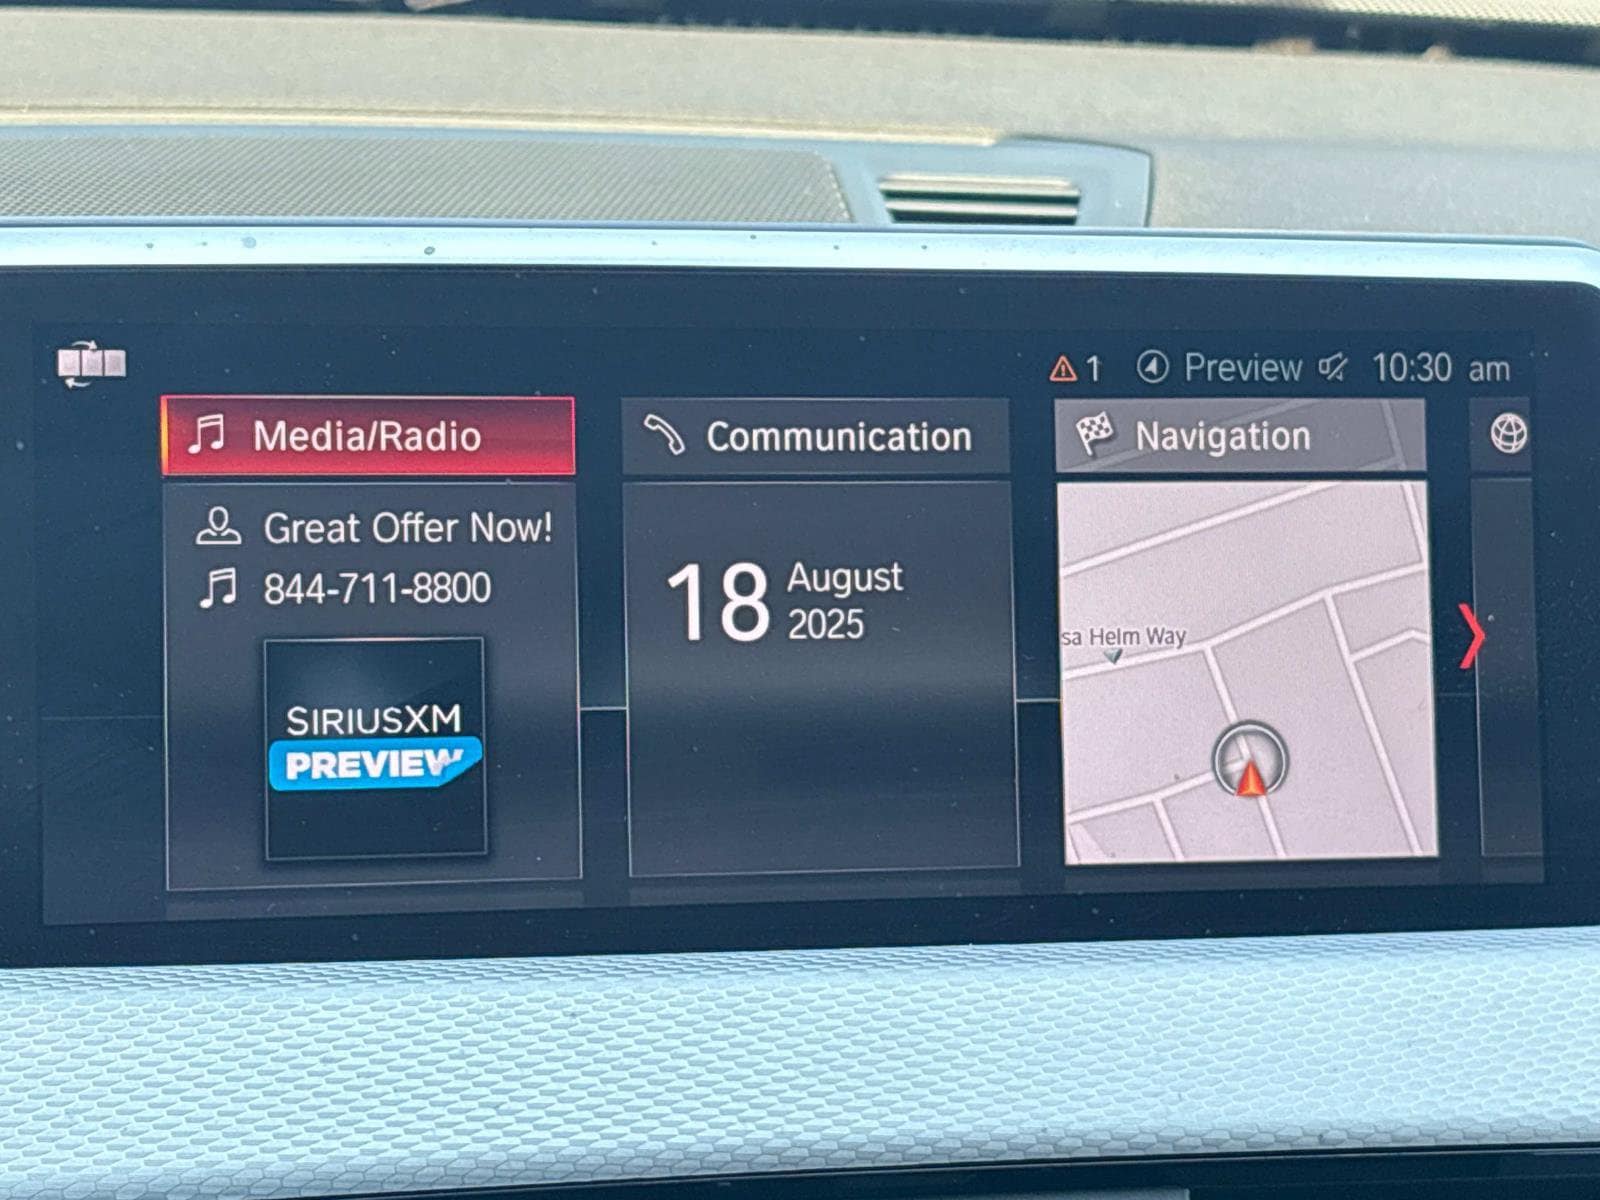 1 Preview 10:30 am
Media/Radio
Great Offer Now!
844-711-8800
SIRIUSXM
PREVIEW
Communication
18 August
2025
Navigation
sa Helm Way